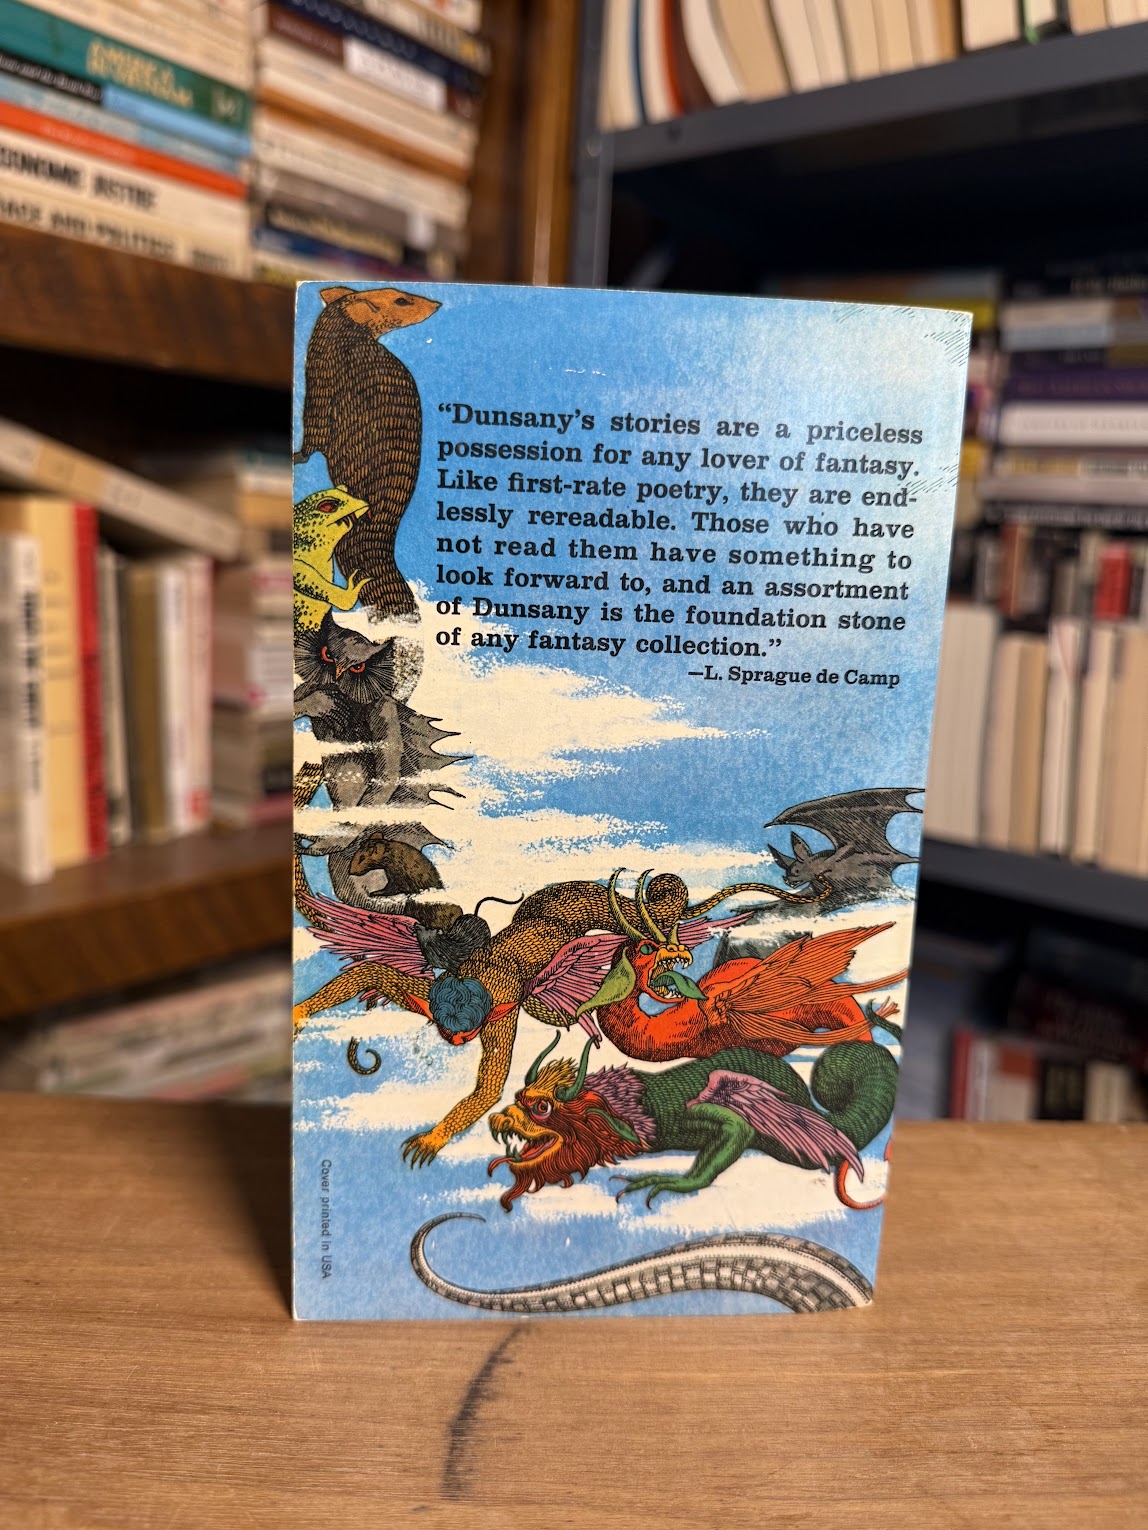 “Dunsany’s stories are a priceless
possession for any lover of fantasy.
Like first-rate poetry, they are end-
lessly rereadable. Those who have
not read them have something to
look forward to, and an assortment
of Dunsany is the foundation stone
of any fantasy collection.”
—L. Sprague de Camp
Cover printed in USA